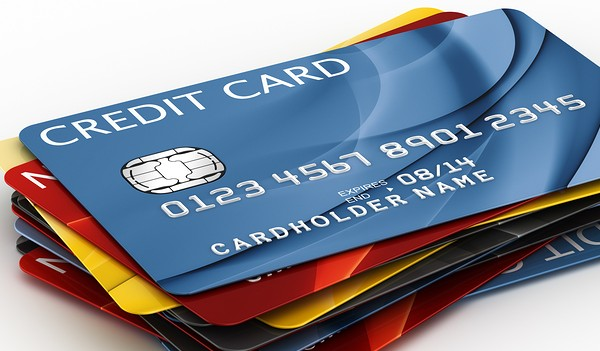 CREDIT CARD
0123 4567 8901 2345
EXPIRES
END
08/14
CARDHOLDER NAME